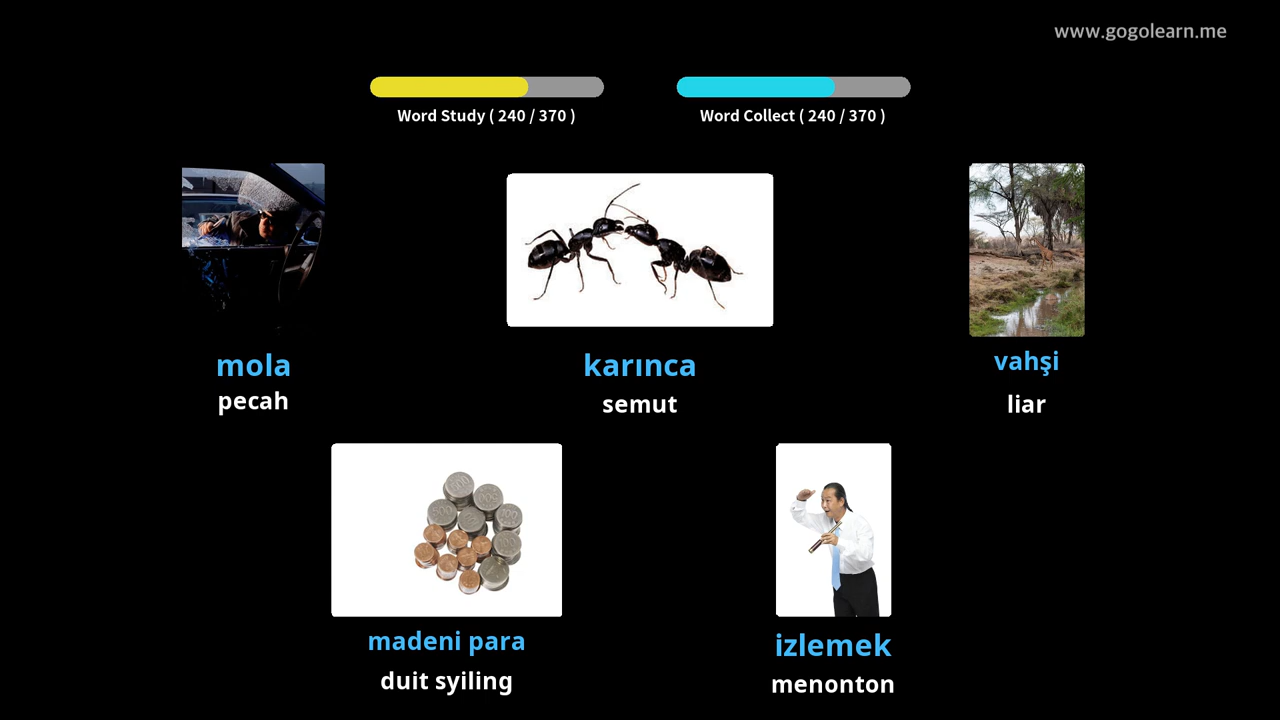 www.gogolearn.me
Word Study ( 240 / 370 )
Word Collect ( 240 / 370 )
mola
pecah
karınca
semut
vahşi
liar
madeni para
duit syiling
izlemek
menonton